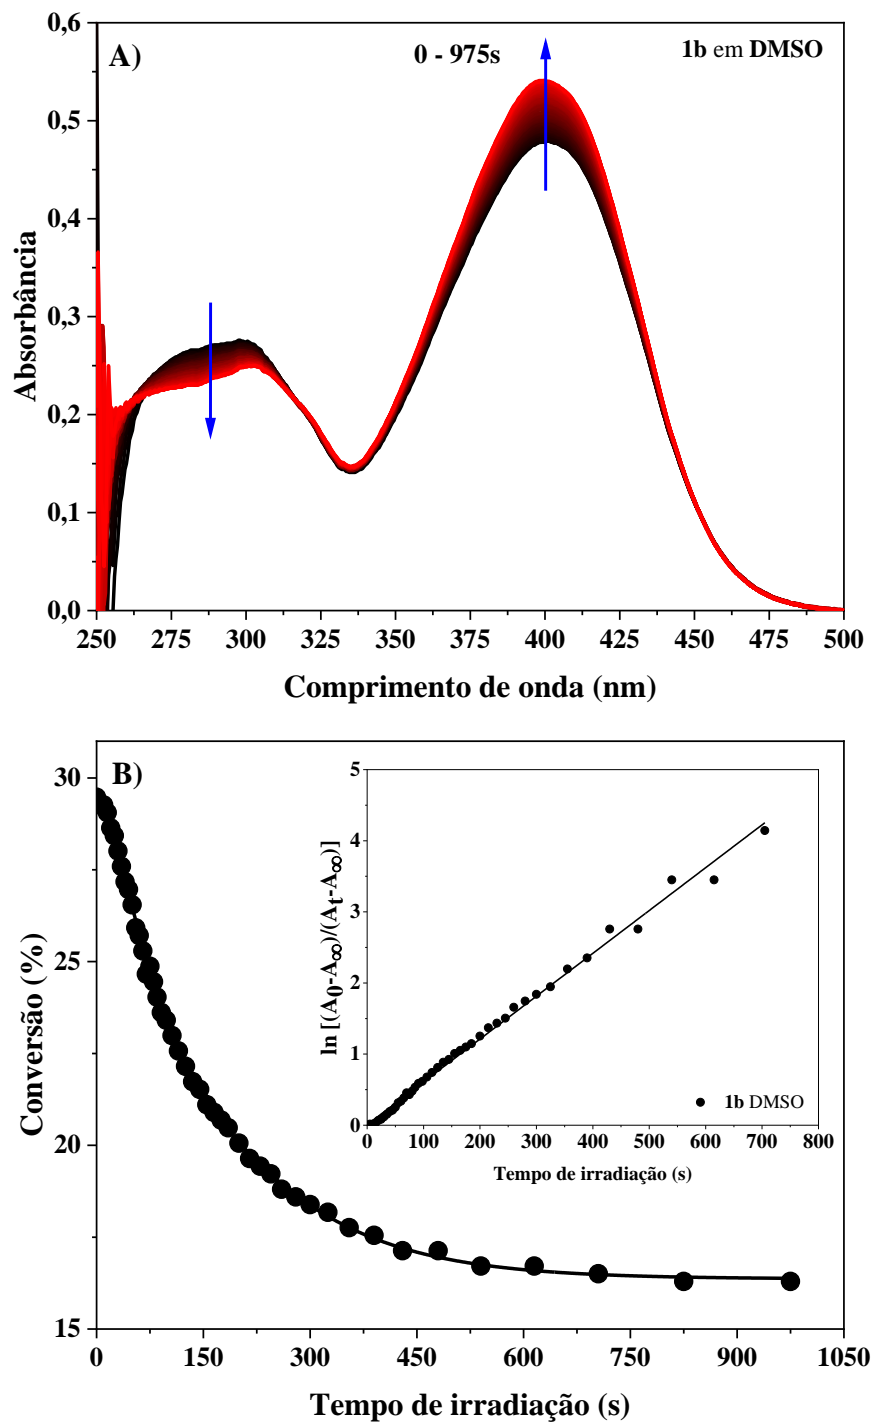 A)
0 - 975s
1b em DMSO
0,6
0,5
0,4
0,3
0,2
0,1
0,0
Absorbância
250 275 300 325 350 375 400 425 450 475 500
Comprimento de onda (nm)
B)
30
25
20
15
Conversão (%)
0 150 300 450 600 750 900 1050
Tempo de irradiação (s)
5
4
3
2
1
0
ln [(A0-A∞)/(At-A∞)]
1b DMSO
0 100 200 300 400 500 600 700 800
Tempo de irradiação (s)